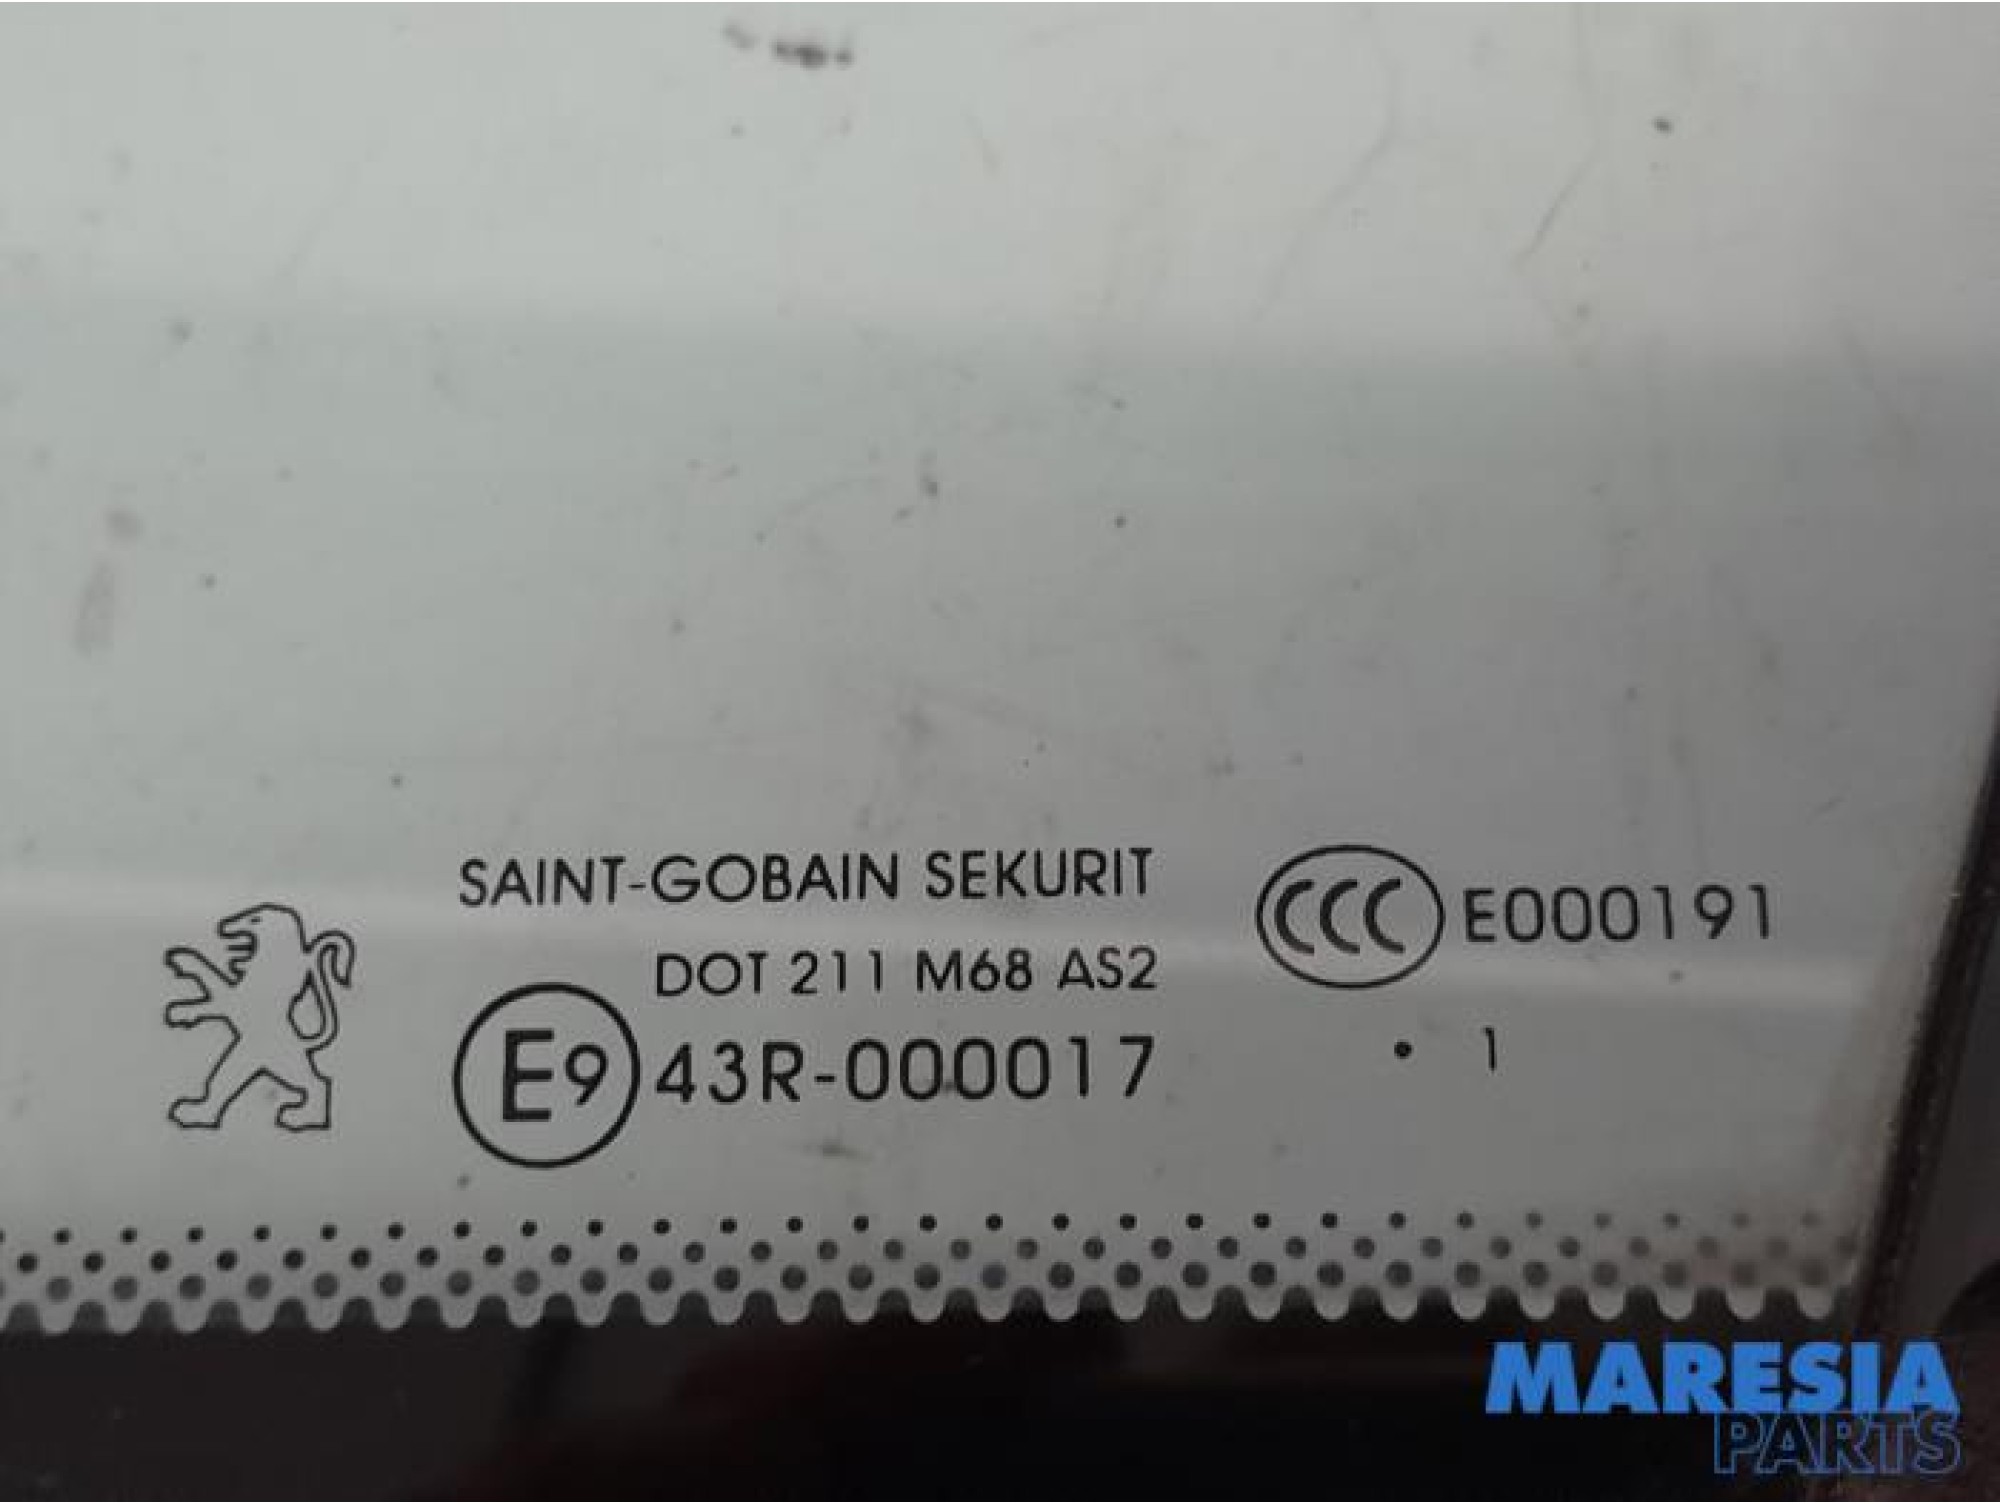 SAINT-GOBAIN SEKURIT
DOT 211 M68 AS2
E9 43R-000017
CCC E000191
. 1
MARESIA
PARTS